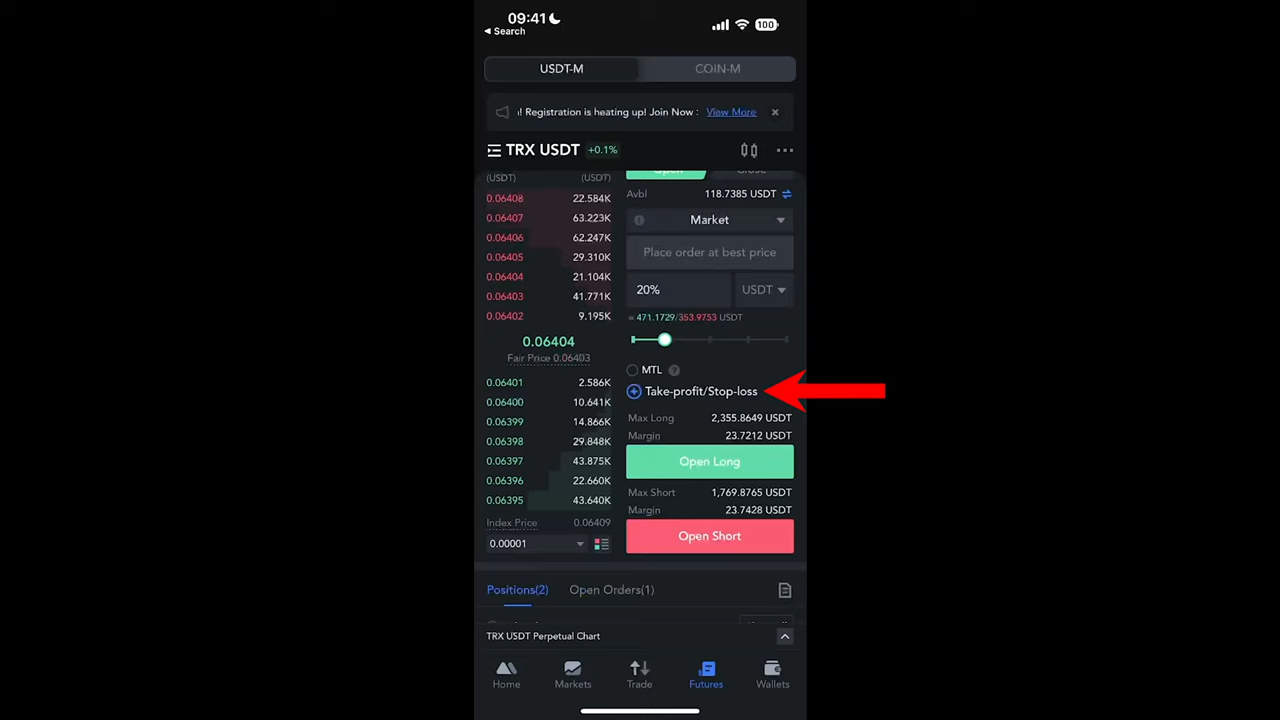 09:41
100
Search
USDT-M
COIN-M
! Registration is heating up! Join Now : View More
TRX USDT +0.1%
(USDT) (USDT)
0.06408 22.584K
0.06407 63.223K
0.06406 62.247K
0.06405 29.310K
0.06404 21.104K
0.06403 41.771K
0.06402 9.195K
0.06404
Fair Price 0.06403
0.06401 2.586K
0.06400 10.641K
0.06399 14.866K
0.06398 29.848K
0.06397 43.875K
0.06396 22.660K
0.06395 43.640K
Index Price 0.06409
0.00001
Open Close
Avbl 118.7385 USDT
Market
Place order at best price
20% USDT
≈ 471.1729/353.9753 USDT
MTL
Take-profit/Stop-loss
Max Long 2,355.8649 USDT
Margin 23.7212 USDT
Open Long
Max Short 1,769.8765 USDT
Margin 23.7428 USDT
Open Short
Positions(2) Open Orders(1)
TRX USDT Perpetual Chart
Home Markets Trade Futures Wallets